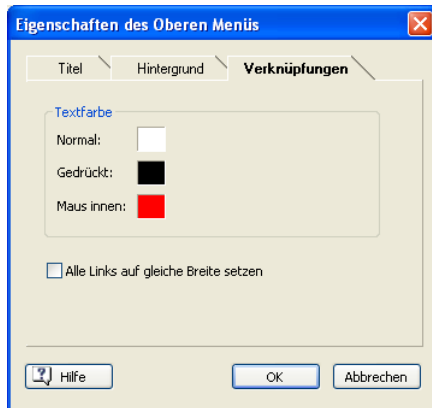 Eigenschaften des Oberen Menüs
Titel Hintergrund Verknüpfungen
Textfarbe
Normal:
Gedrückt:
Maus innen:
Alle Links auf gleiche Breite setzen
Hilfe OK Abbrechen